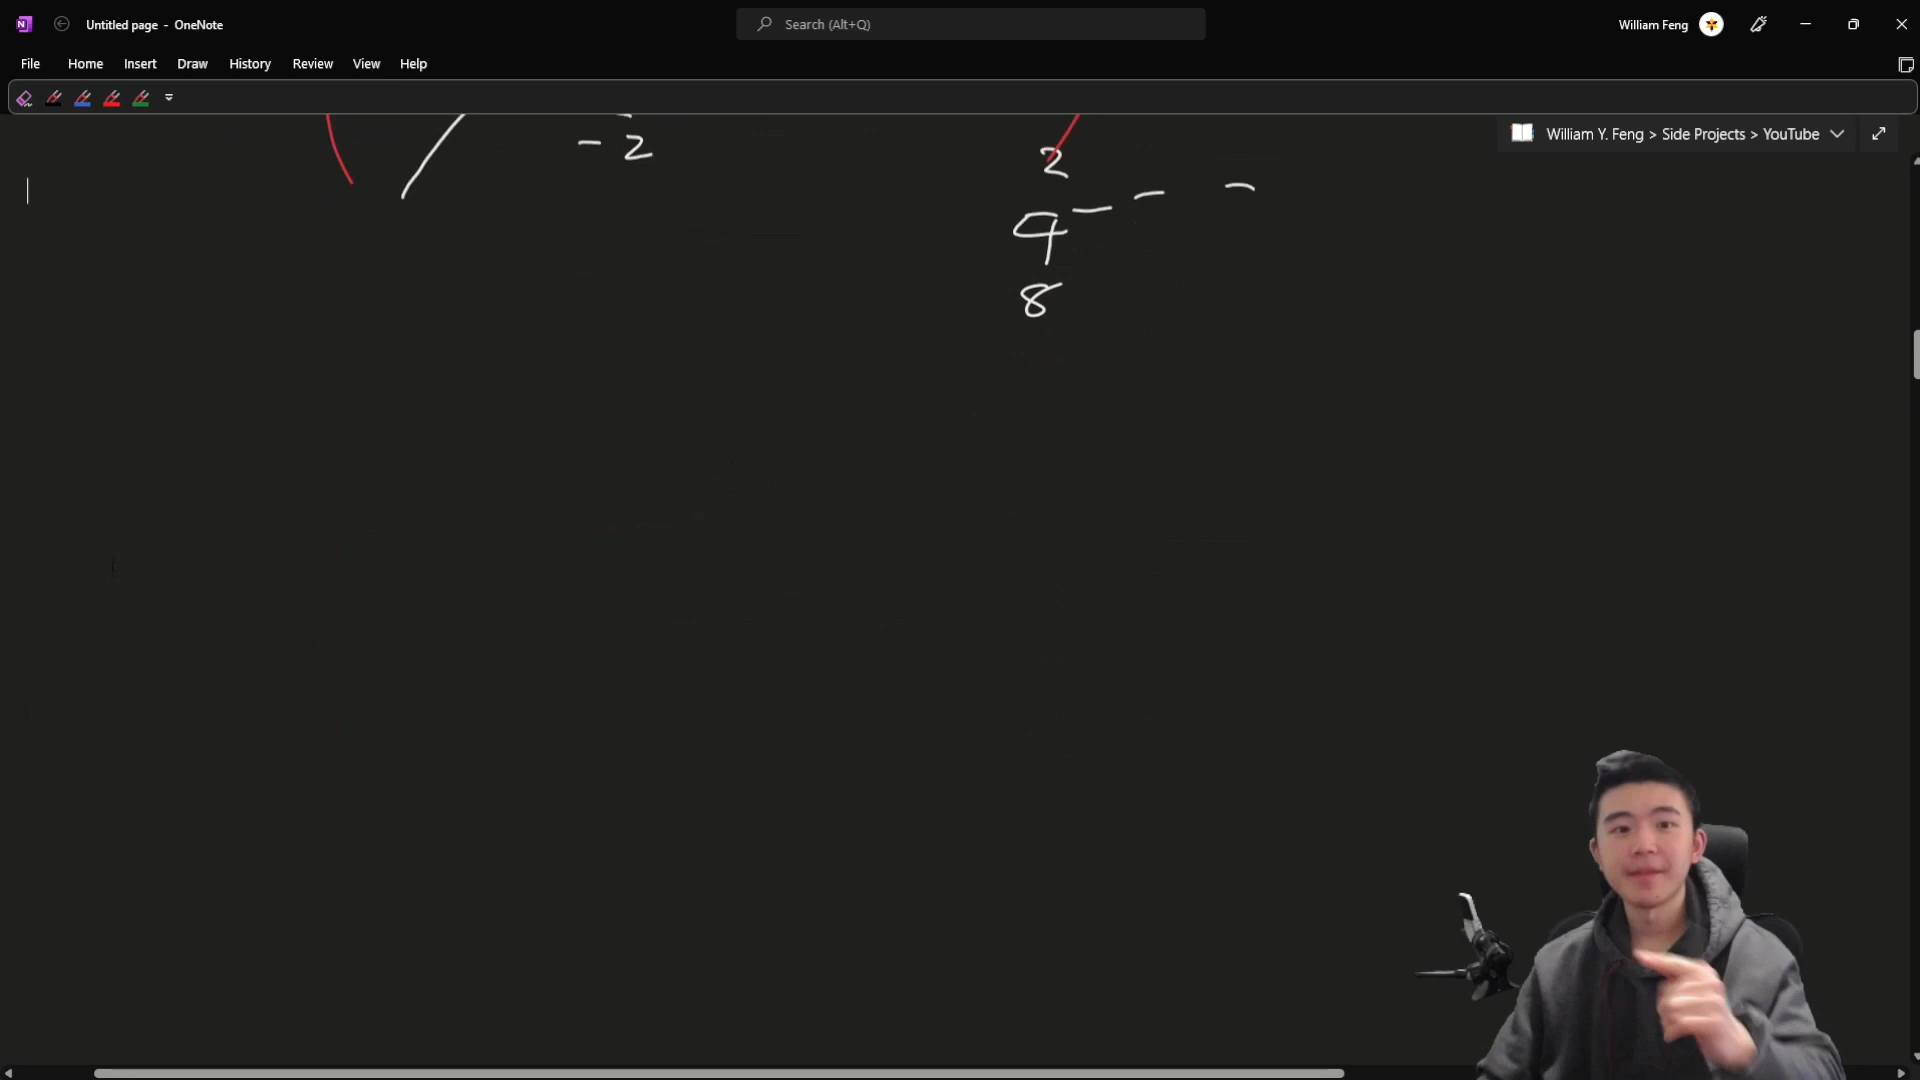 Untitled page - OneNote
Search (Alt+Q)
William Feng
File Home Insert Draw History Review View Help
William Y. Feng > Side Projects > YouTube
- 2
2
4 - - -
8